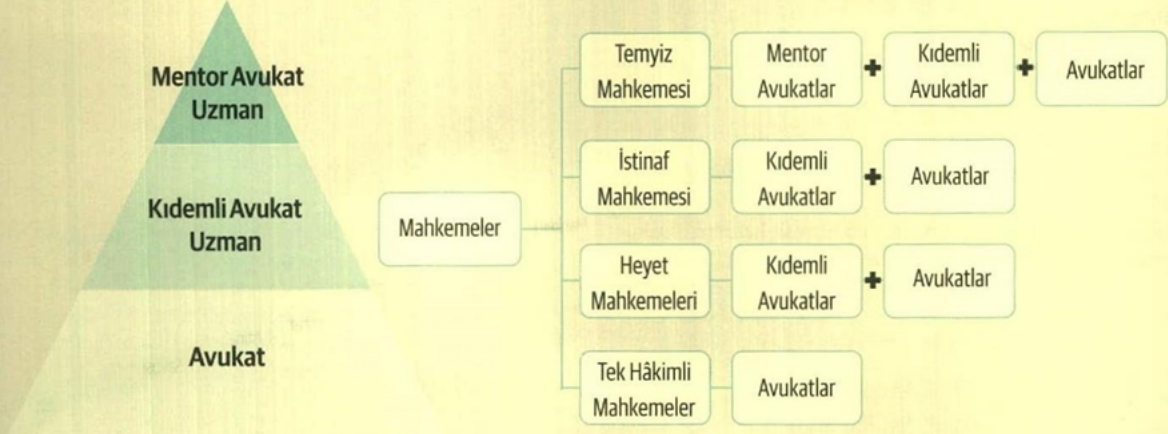 Mentor Avukat
Uzman
Kıdemli Avukat
Uzman
Avukat
Mahkemeler
Temyiz
Mahkemesi
Mentor
Avukatlar
+
Kıdemli
Avukatlar
+
Avukatlar
İstinaf
Mahkemesi
Kıdemli
Avukatlar
+
Avukatlar
Heyet
Mahkemeleri
Kıdemli
Avukatlar
+
Avukatlar
Tek Hâkimli
Mahkemeler
Avukatlar